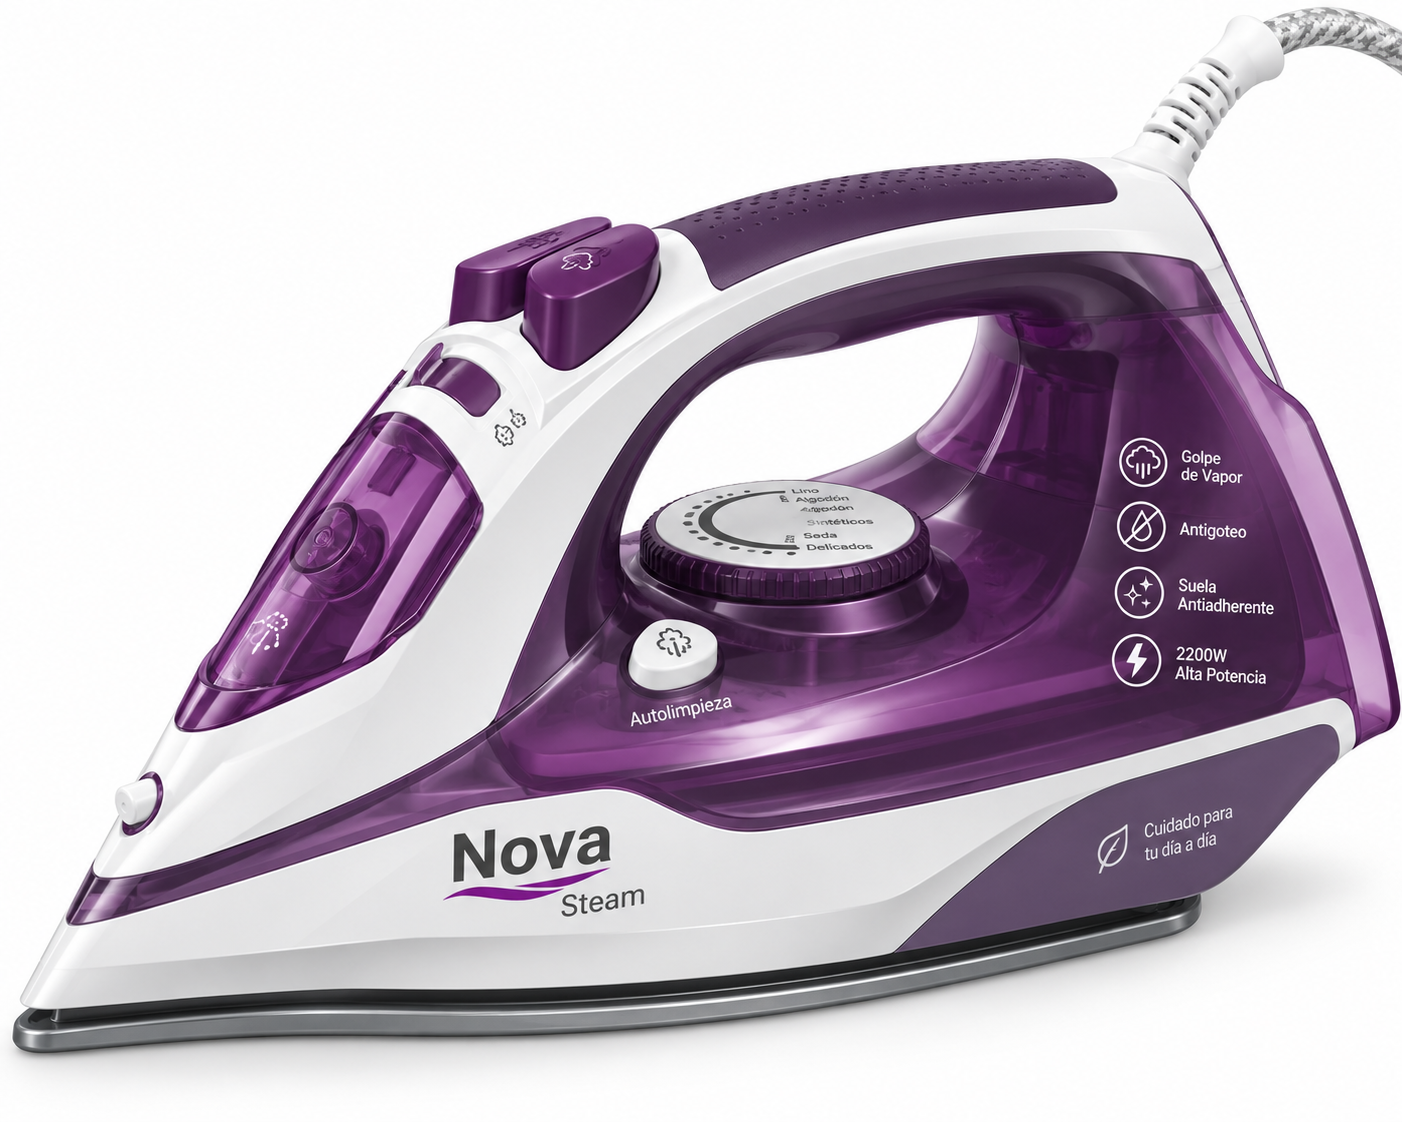 Lino
Algodón
Algodón
Sintéticos
Seda
Delicados
Golpe
de Vapor
Antigoteo
Suela
Antiadherente
2200W
Alta Potencia
Autolimpieza
Nova
Steam
Cuidado para
tu día a día